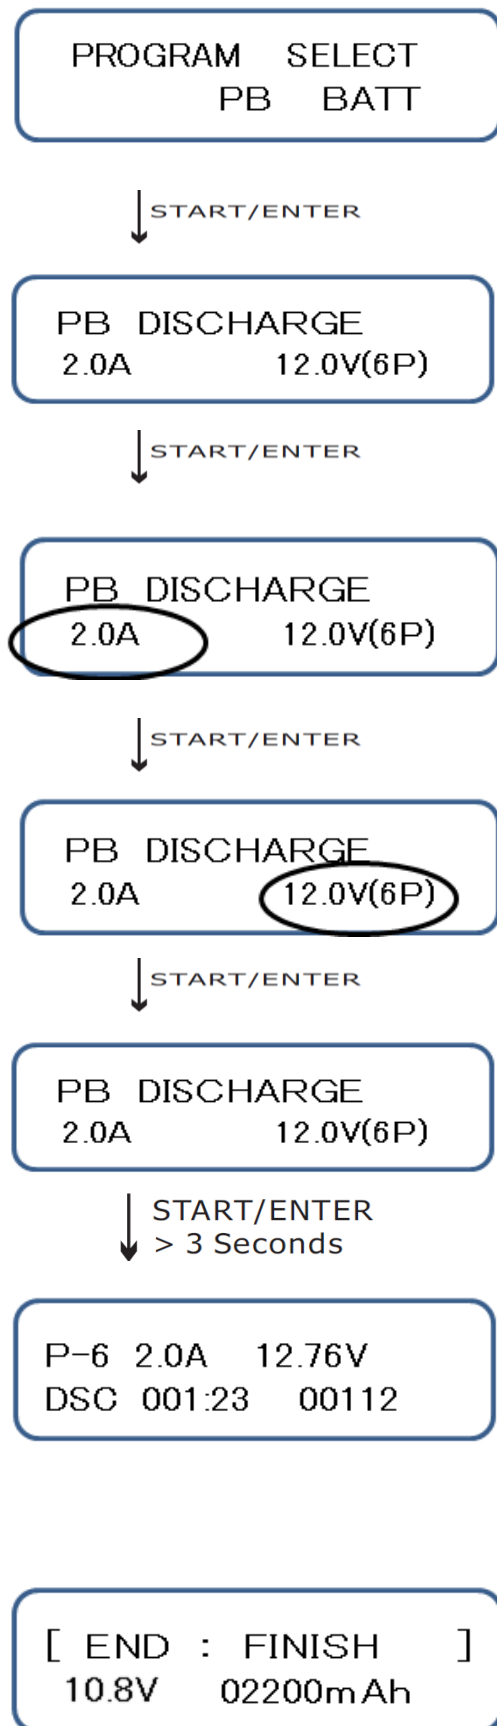 PROGRAM SELECT
PB BATT
START/ENTER
PB DISCHARGE
2.0A 12.0V(6P)
START/ENTER
PB DISCHARGE
2.0A 12.0V(6P)
START/ENTER
PB DISCHARGE
2.0A 12.0V(6P)
START/ENTER
PB DISCHARGE
2.0A 12.0V(6P)
START/ENTER
> 3 Seconds
P-6 2.0A 12.76V
DSC 001:23 00112
[ END : FINISH ]
10.8V 02200mAh